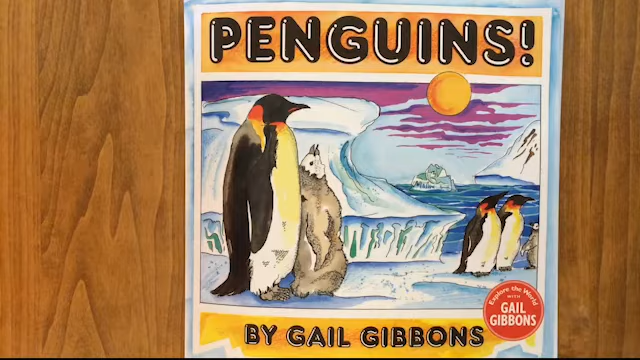 PENGUINS!
Explore the World
WITH
GAIL
GIBBONS
BY GAIL GIBBONS